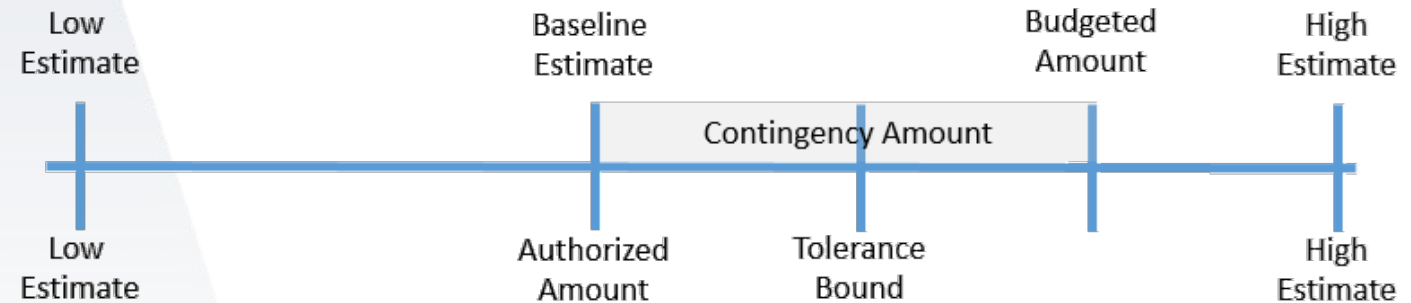 Low
Estimate
Baseline
Estimate
Budgeted
Amount
High
Estimate
Contingency Amount
Low
Estimate
Authorized
Amount
Tolerance
Bound
High
Estimate